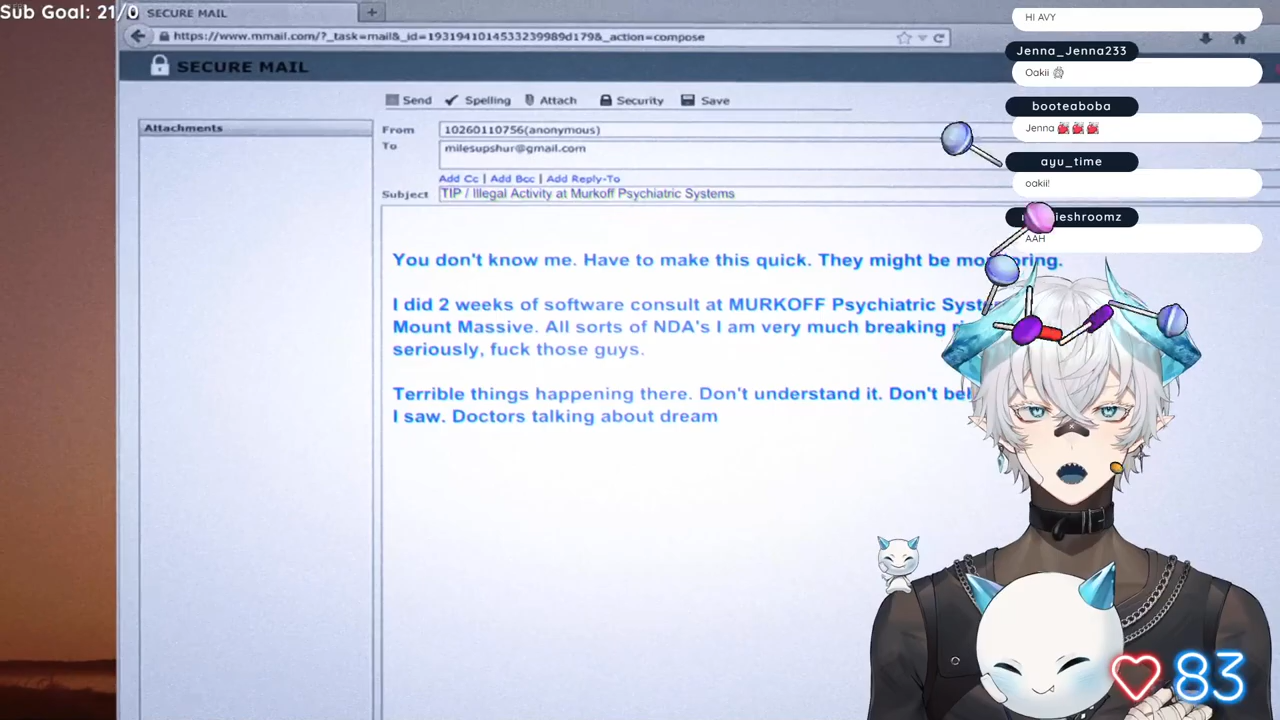 Sub Goal: 21/0
SECURE MAIL
https://www.mmail.com/?_task=mail&_id=1931941014533239989d179&_action=compose
SECURE MAIL
Send
Spelling
Attach
Security
Save
Attachments
From
10260110756(anonymous)
To
milesupshur@gmail.com
Add Cc | Add Bcc | Add Reply-To
Subject
TIP / Illegal Activity at Murkoff Psychiatric Systems
You don't know me. Have to make this quick. They might be
I did 2 weeks of software consult at MURKOFF Psychiatric
Mount Massive. All sorts of NDA's I am very much breaking
seriously, fuck those guys.
Terrible things happening there. Don't understand it. Don't
I saw. Doctors talking about dream
HI AVY
Jenna_Jenna233
Oakii
booteaboba
Jenna
ayu_time
oakii!
AAH
83